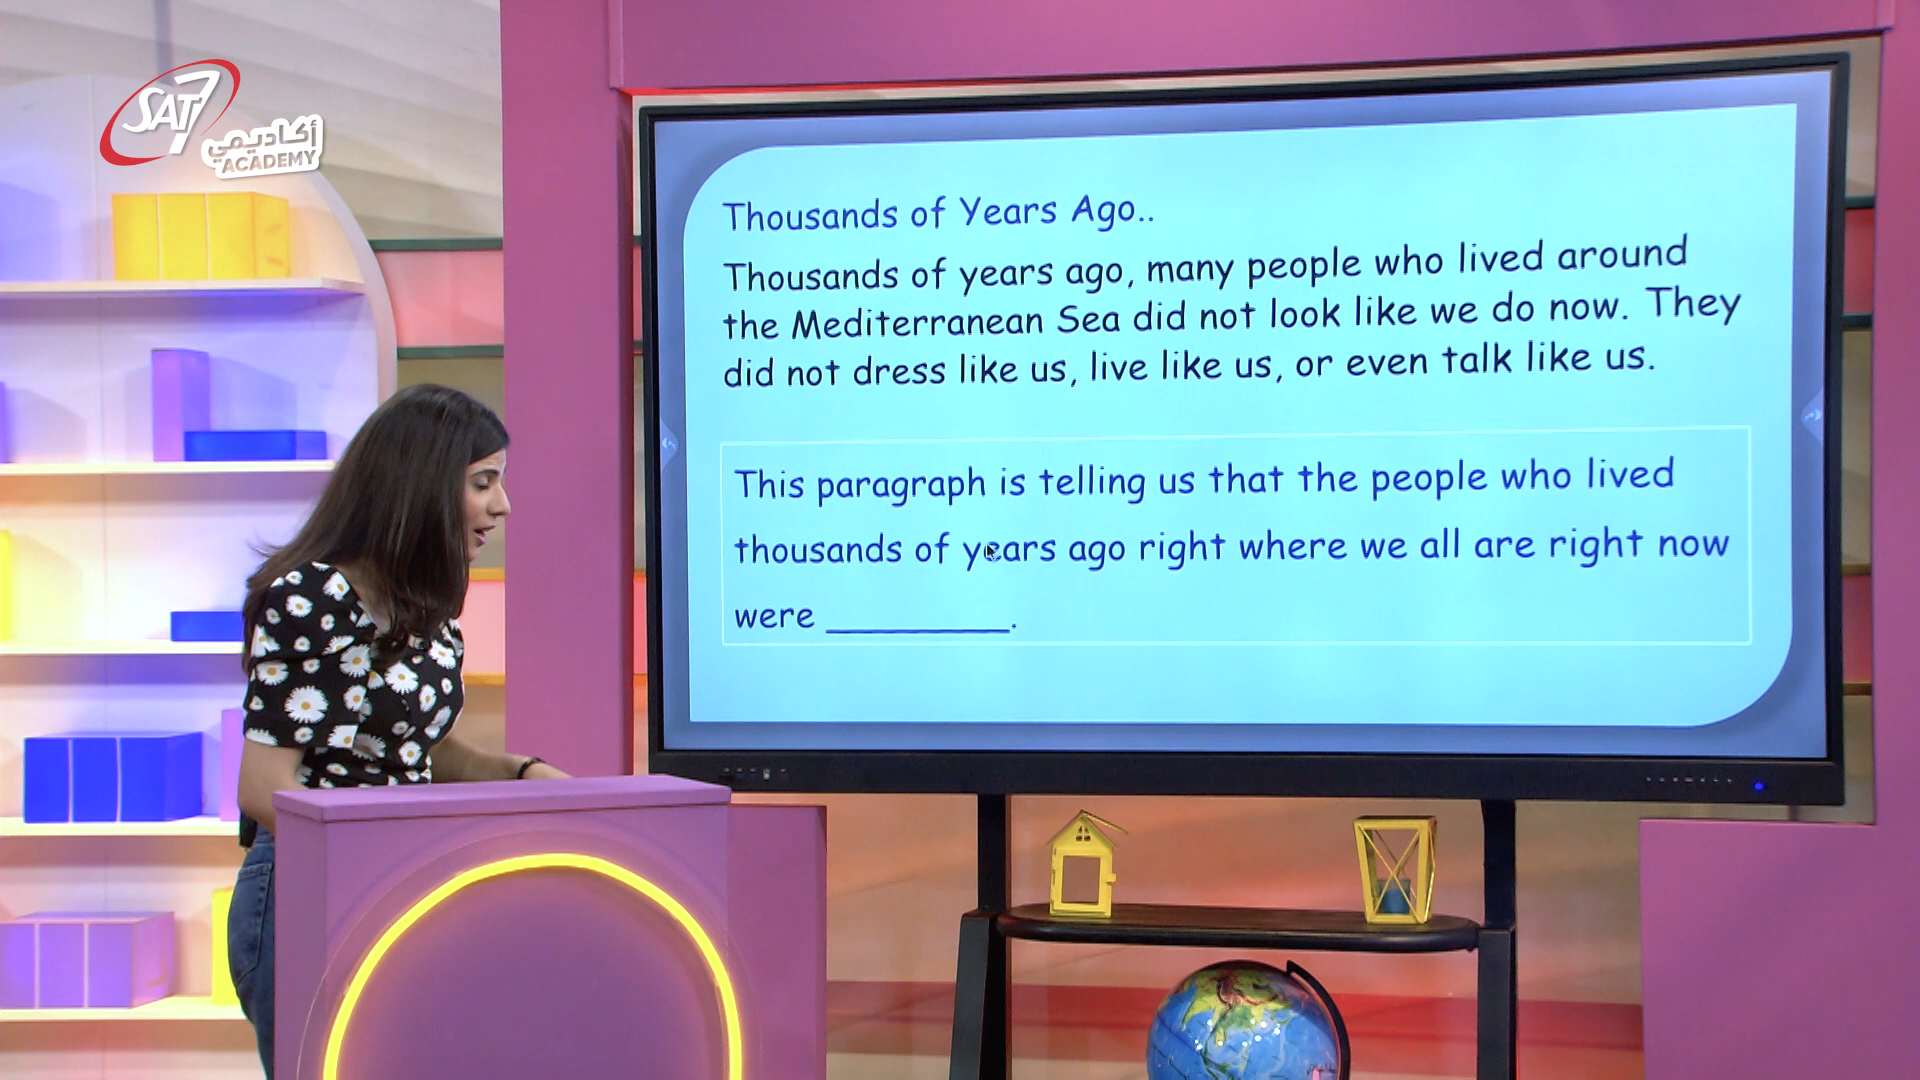 SAT7
أكاديمي
ACADEMY
Thousands of Years Ago..
Thousands of years ago, many people who lived around
the Mediterranean Sea did not look like we do now. They
did not dress like us, live like us, or even talk like us.
This paragraph is telling us that the people who lived
thousands of years ago right where we all are right now
were __________.